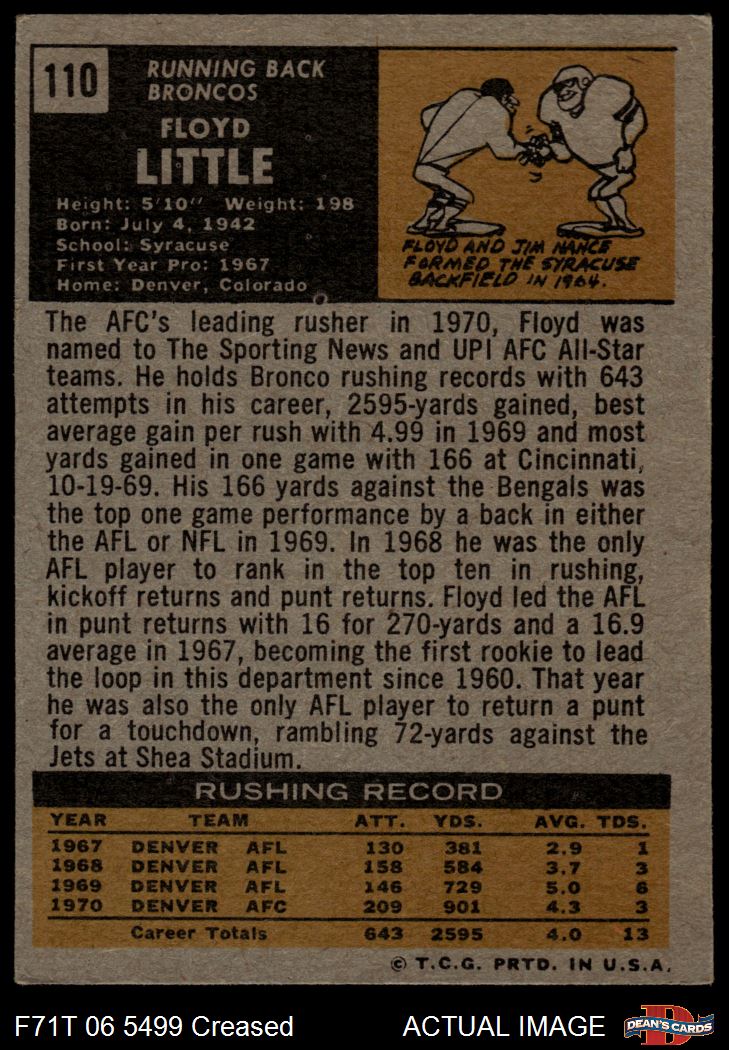 110
RUNNING BACK
BRONCOS
FLOYD
LITTLE
Height: 5'10" Weight: 198
Born: July 4, 1942
School: Syracuse
First Year Pro: 1967
Home: Denver, Colorado
FLOYD AND JIM NANCE
FORMED THE SYRACUSE
BACKFIELD IN 1964.
The AFC's leading rusher in 1970, Floyd was
named to The Sporting News and UPI AFC All-Star
teams. He holds Bronco rushing records with 643
attempts in his career, 2595-yards gained, best
average gain per rush with 4.99 in 1969 and most
yards gained in one game with 166 at Cincinnati,
10-19-69. His 166 yards against the Bengals was
the top one game performance by a back in either
the AFL or NFL in 1969. In 1968 he was the only
AFL player to rank in the top ten in rushing,
kickoff returns and punt returns. Floyd led the AFL
in punt returns with 16 for 270-yards and a 16.9
average in 1967, becoming the first rookie to lead
the loop in this department since 1960. That year
he was also the only AFL player to return a punt
for a touchdown, rambling 72-yards against the
Jets at Shea Stadium.
RUSHING RECORD
YEAR TEAM ATT. YDS. AVG. TDS.
1967 DENVER AFL 130 381 2.9 1
1968 DENVER AFL 158 584 3.7 3
1969 DENVER AFL 146 729 5.0 6
1970 DENVER AFC 209 901 4.3 3
Career Totals 643 2595 4.0 13
© T.C.G. PRTD. IN U.S.A.
F71T 06 5499 Creased ACTUAL IMAGE
D
DEAN'S CARDS